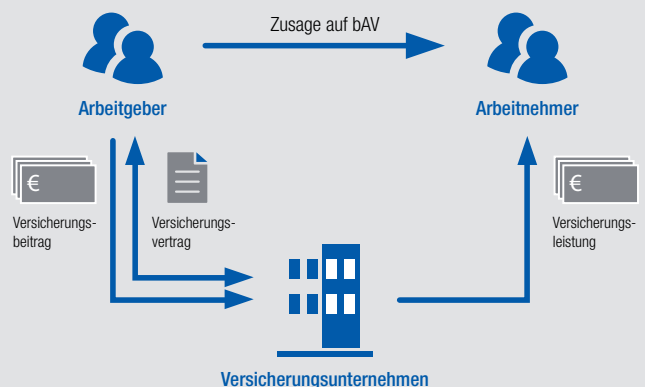 Zusage auf bAV
Arbeitgeber
Arbeitnehmer
€
Versicherungs-
beitrag
Versicherungs-
vertrag
€
Versicherungs-
leistung
Versicherungsunternehmen